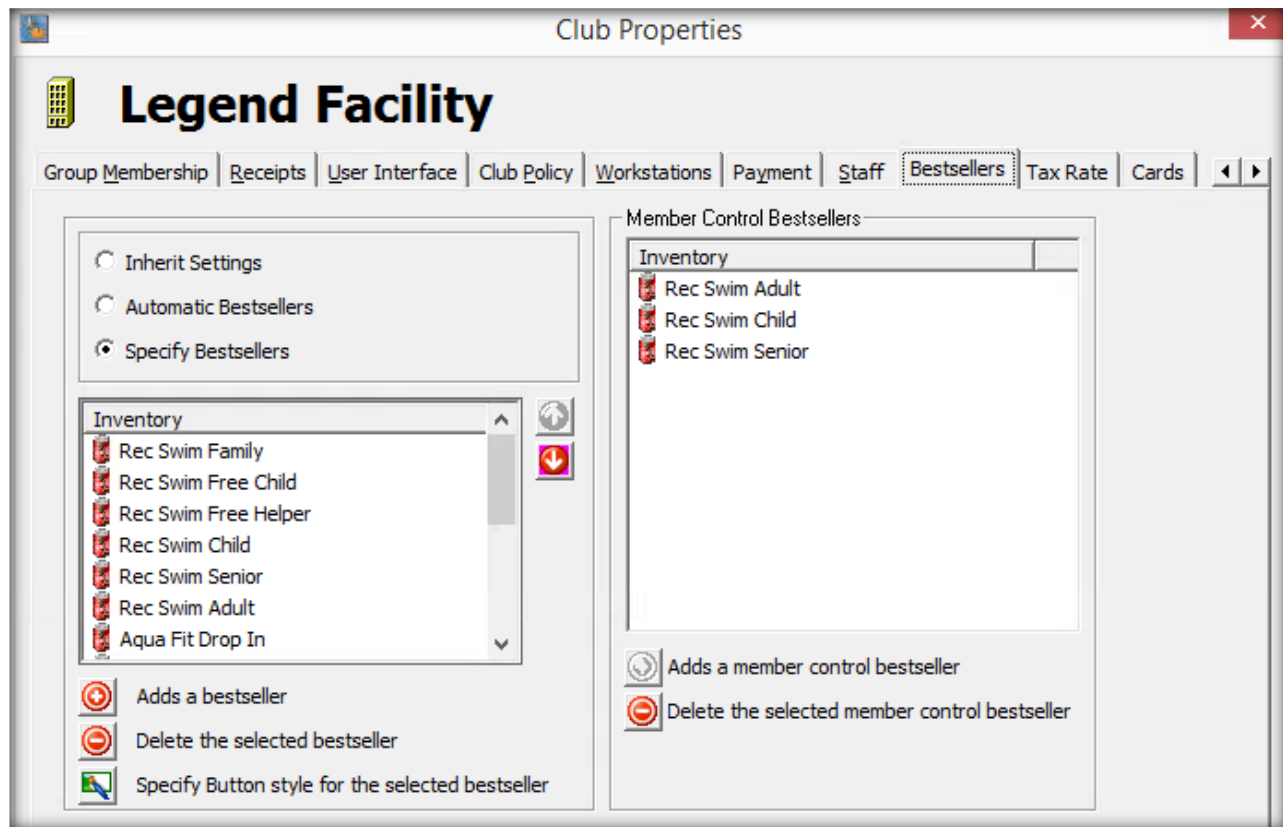 Club Properties
Legend Facility
Group Membership Receipts User Interface Club Policy Workstations Payment Staff Bestsellers Tax Rate Cards
Inherit Settings
Automatic Bestsellers
Specify Bestsellers
Inventory
Rec Swim Family
Rec Swim Free Child
Rec Swim Free Helper
Rec Swim Child
Rec Swim Senior
Rec Swim Adult
Aqua Fit Drop In
Adds a bestseller
Delete the selected bestseller
Specify Button style for the selected bestseller
Member Control Bestsellers
Inventory
Rec Swim Adult
Rec Swim Child
Rec Swim Senior
Adds a member control bestseller
Delete the selected member control bestseller